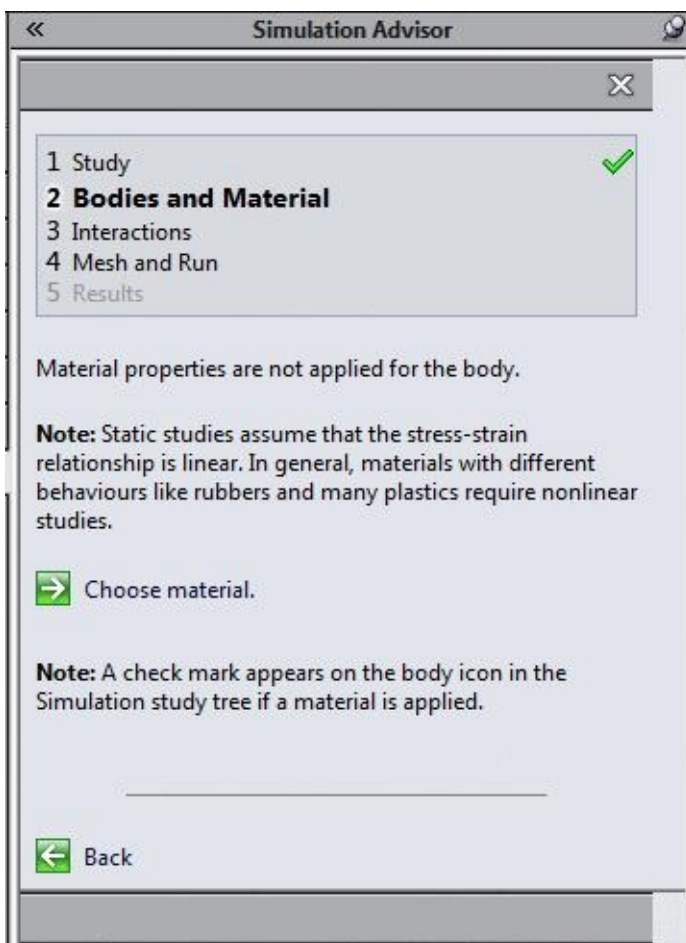 Simulation Advisor
1 Study
2 Bodies and Material
3 Interactions
4 Mesh and Run
5 Results
Material properties are not applied for the body.
Note: Static studies assume that the stress-strain
relationship is linear. In general, materials with different
behaviours like rubbers and many plastics require nonlinear
studies.
Choose material.
Note: A check mark appears on the body icon in the
Simulation study tree if a material is applied.
Back